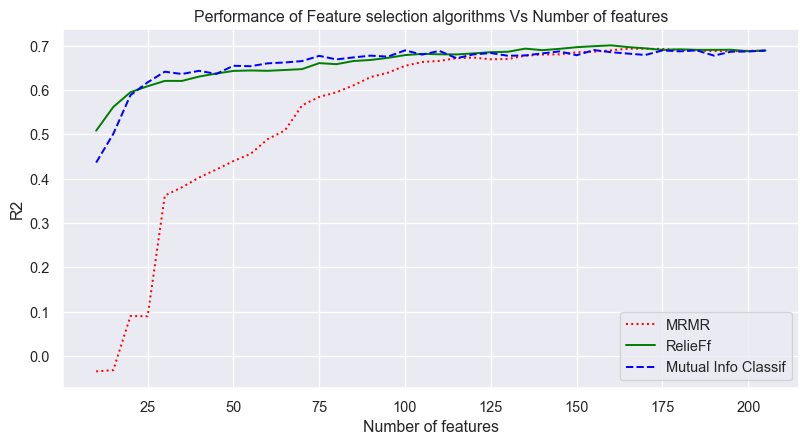 Performance of Feature selection algorithms Vs Number of features
R2
0.7
0.6
0.5
0.4
0.3
0.2
0.1
0.0
25 50 75 100 125 150 175 200
Number of features
MRMR
RelieFf
Mutual Info Classif